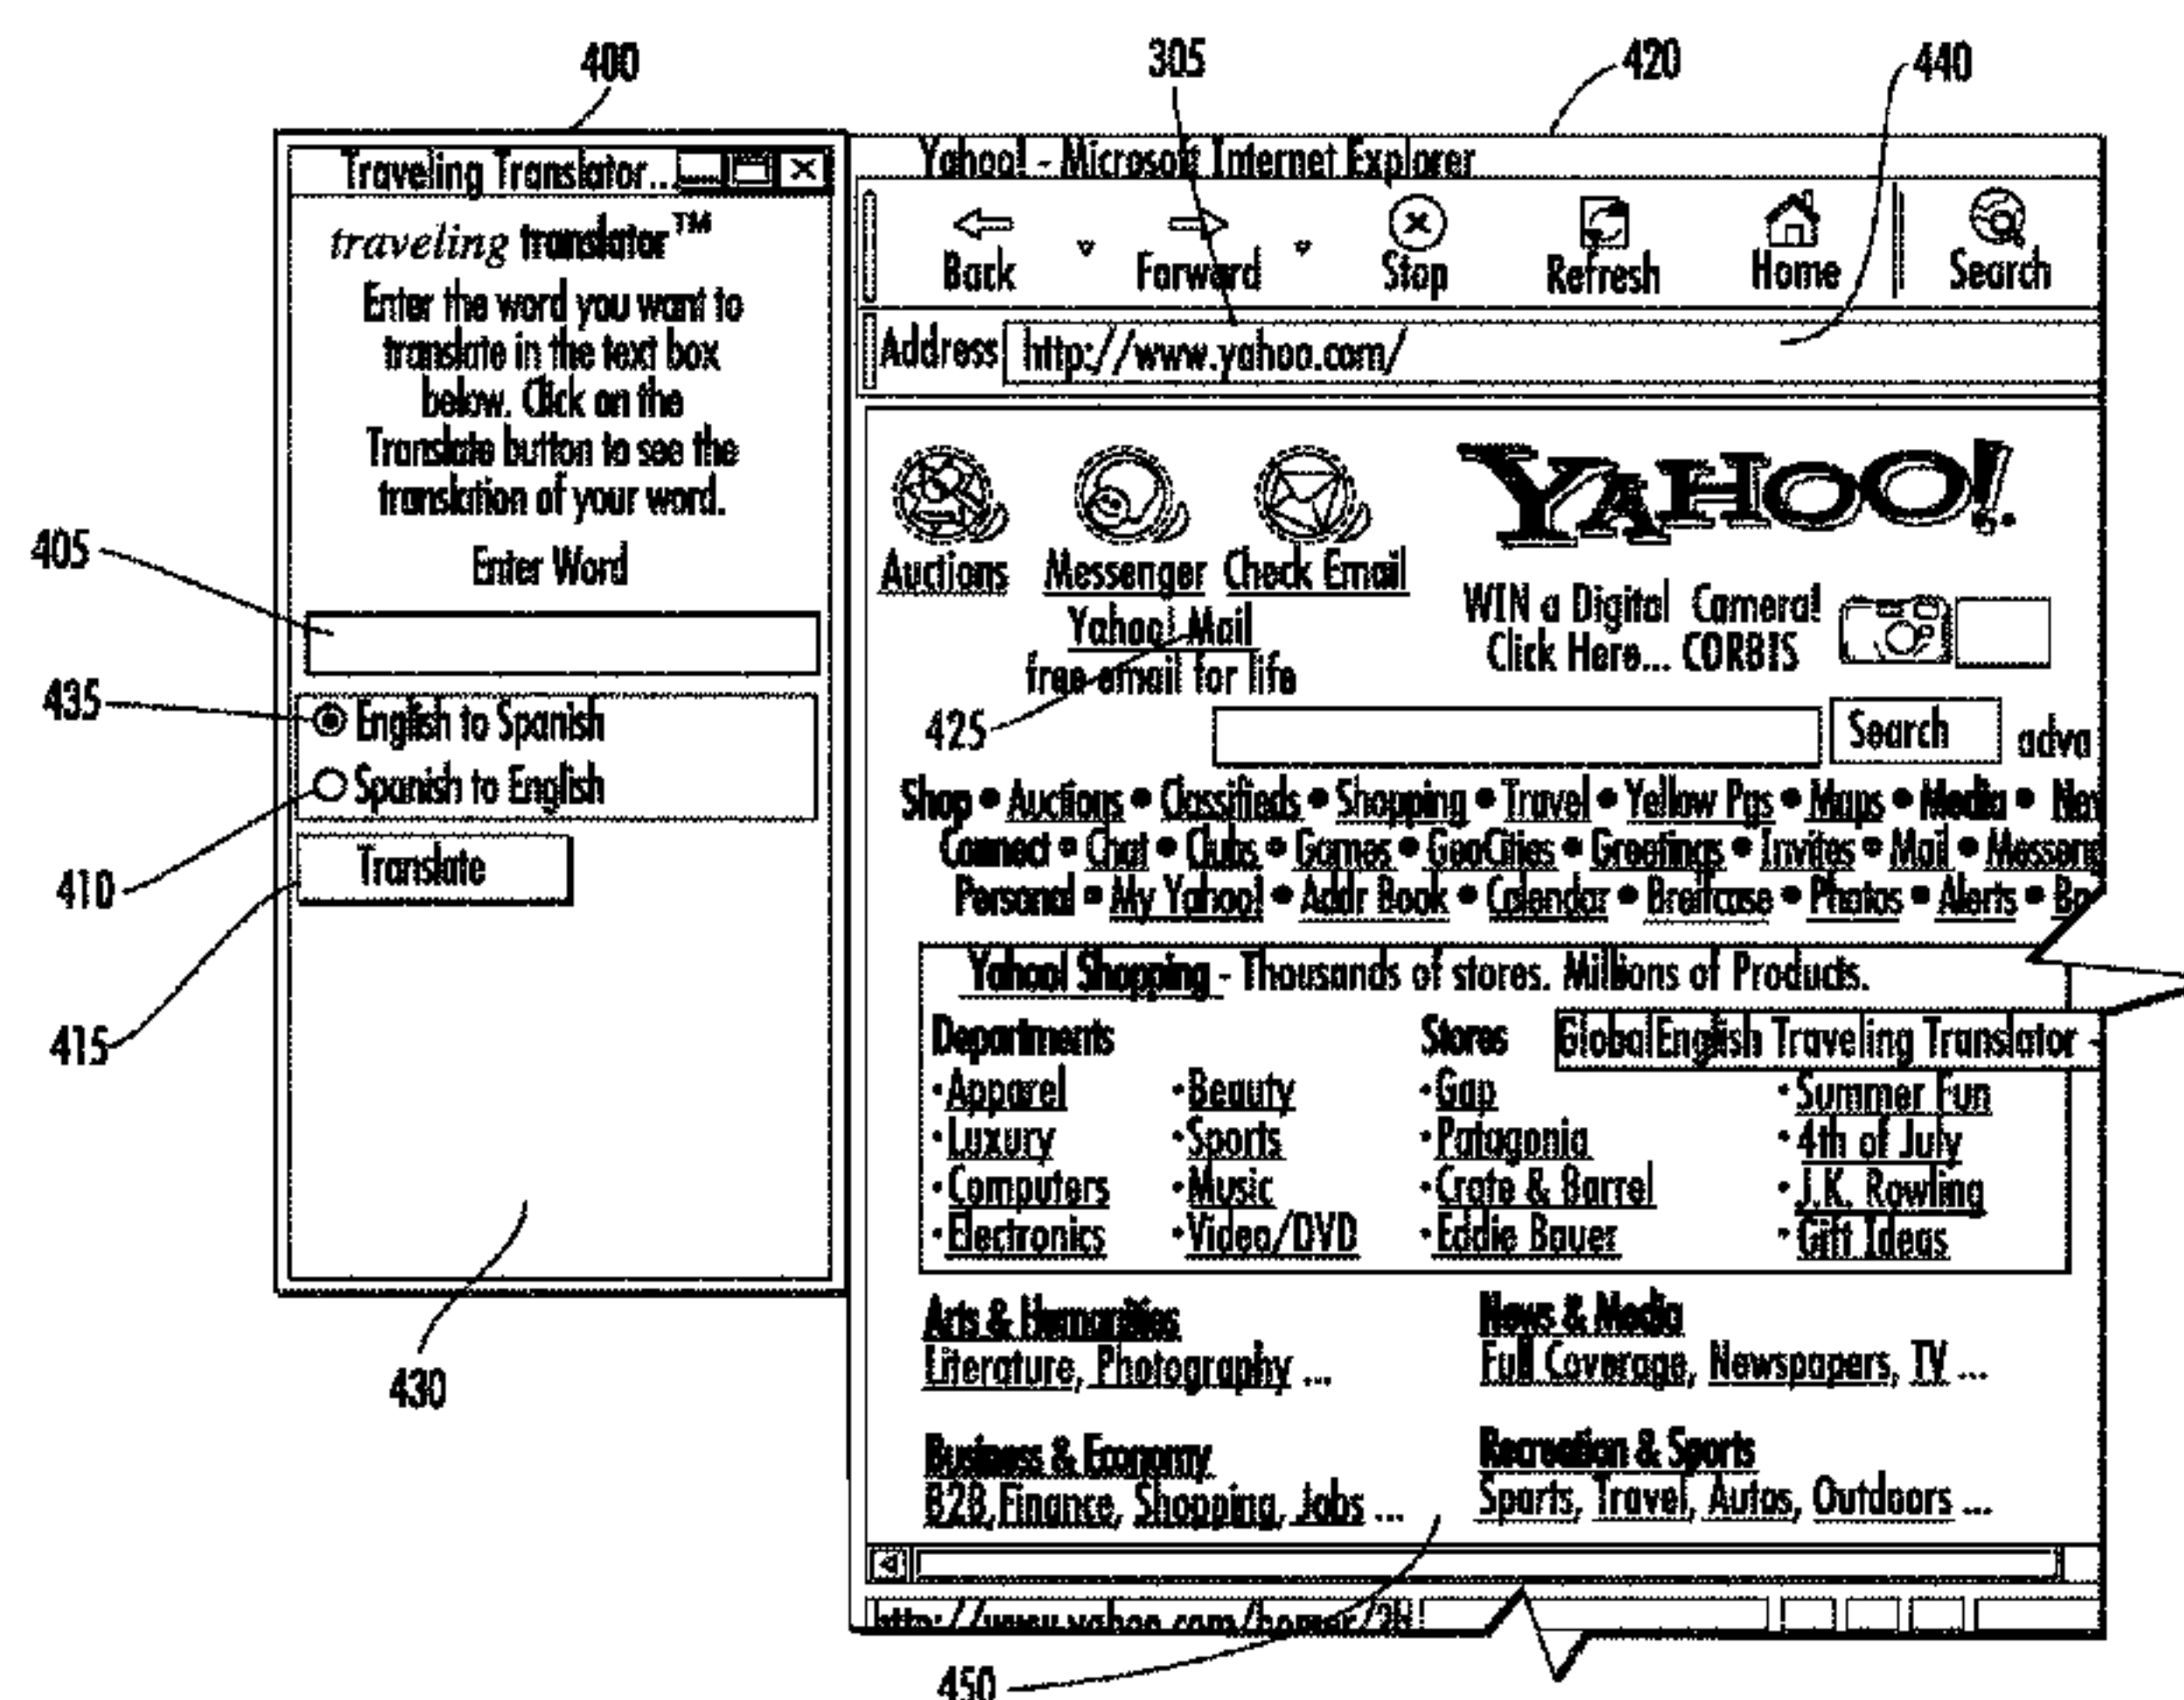 400
305
420
440
Traveling Translator...
traveling translator™
Enter the word you want to
translate in the text box
below. Click on the
Translate button to see the
translation of your word.
Enter Word
405
435
English to Spanish
Spanish to English
410
Translate
415
430
Yahoo! - Microsoft Internet Explorer
Back Forward Stop Refresh Home Search
Address http://www.yahoo.com/
YAHOO!
Auctions Messenger Check Email
Yahoo! Mail
free email for life
WIN a Digital Camera!
Click Here... CORBIS
425
Search adva
Shop • Auctions • Classifieds • Shopping • Travel • Yellow Pgs • Maps • Media •
Connect • Chat • Clubs • Games • GeoCities • Greetings • Invites • Mail • Messeng
Personal • My Yahoo! • Addr Book • Calendar • Breifcase • Photos • Alerts •
Yahoo! Shopping - Thousands of stores. Millions of Products.
Departments Stores GlobalEnglish Traveling Translator -
•Apparel •Beauty •Gap •Summer Fun
•Luxury •Sports •Patagonia •4th of July
•Computers •Music •Crate & Barrel •J.K. Rowling
•Electronics •Video/DVD •Eddie Bauer •Gift Ideas
Arts & Humanities News & Media
Literature, Photography ... Full Coverage, Newspapers, TV ...
Business & Economy Recreation & Sports
B2B, Finance, Shopping, Jobs ... Sports, Travel, Autos, Outdoors ...
450